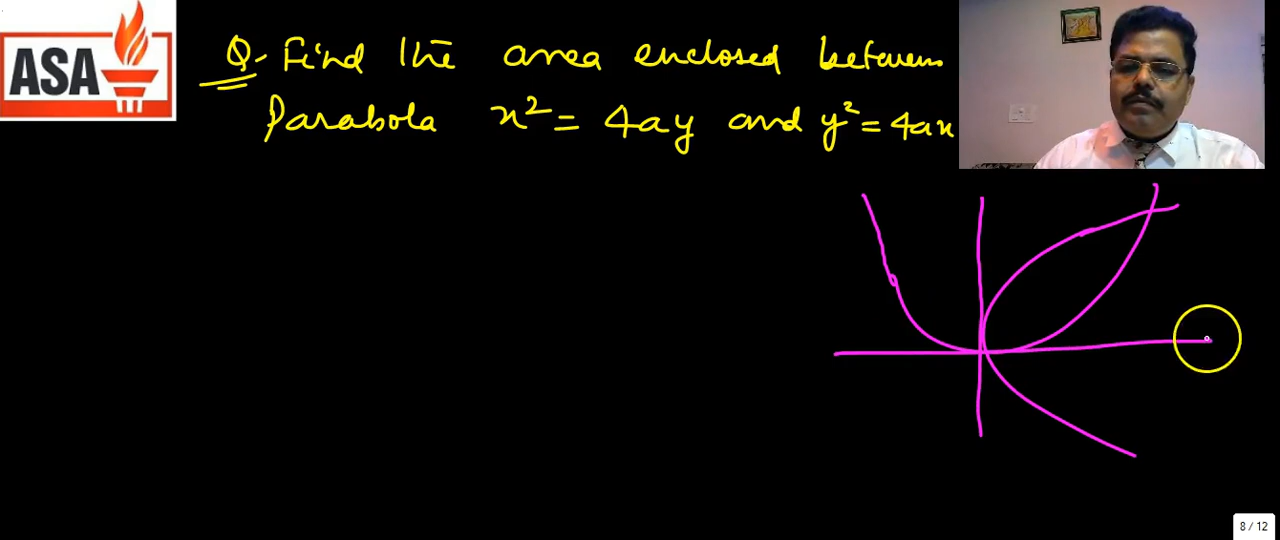 ASA
Q. Find the area enclosed between
Parabola x² = 4ay and y² = 4ax
8 / 12